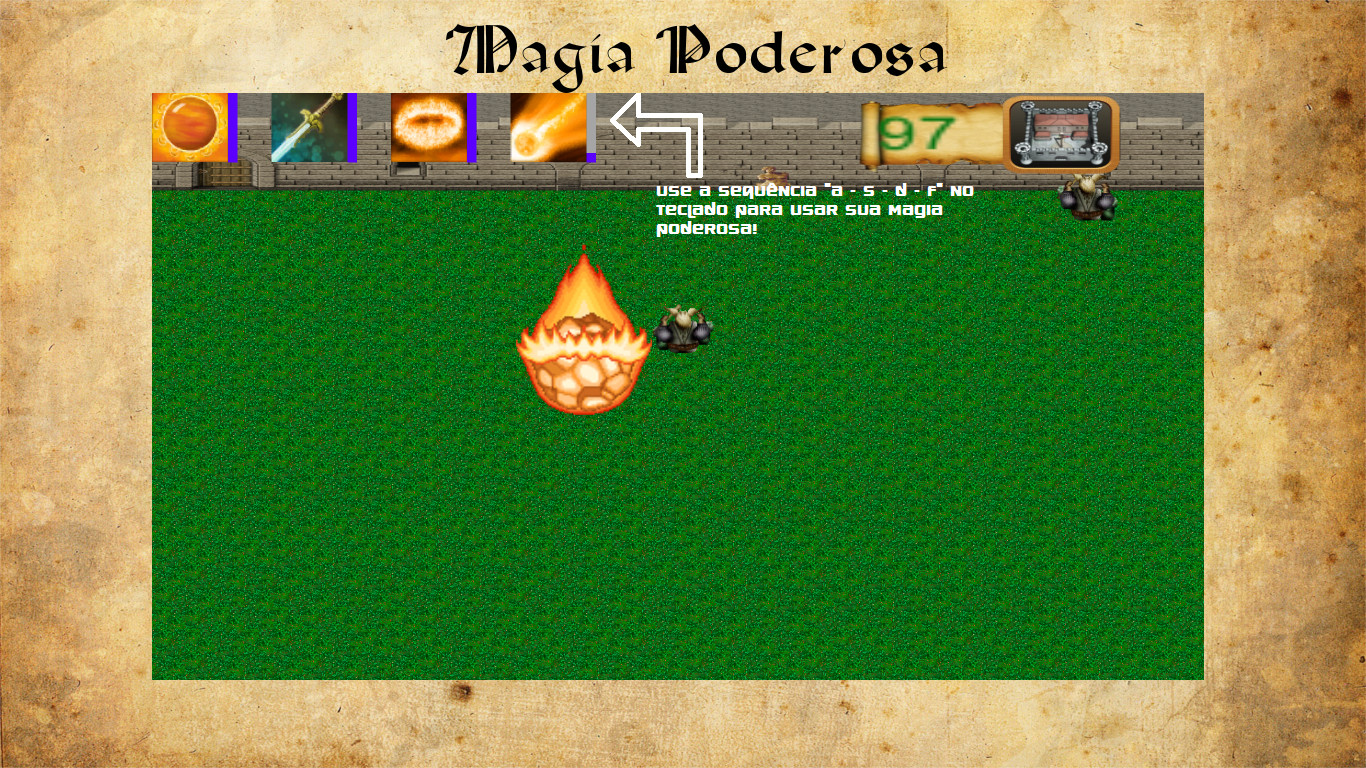 Magia Poderosa
97
Use a sequência "a - s - d - f" no
teclado para usar sua magia
poderosa!